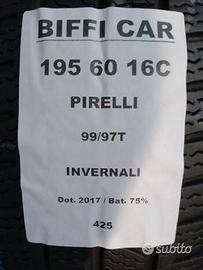 BIFFI CAR
195 60 16C
PIRELLI
99/97T
INVERNALI
Dot. 2017 / Bat. 75%
425
subito